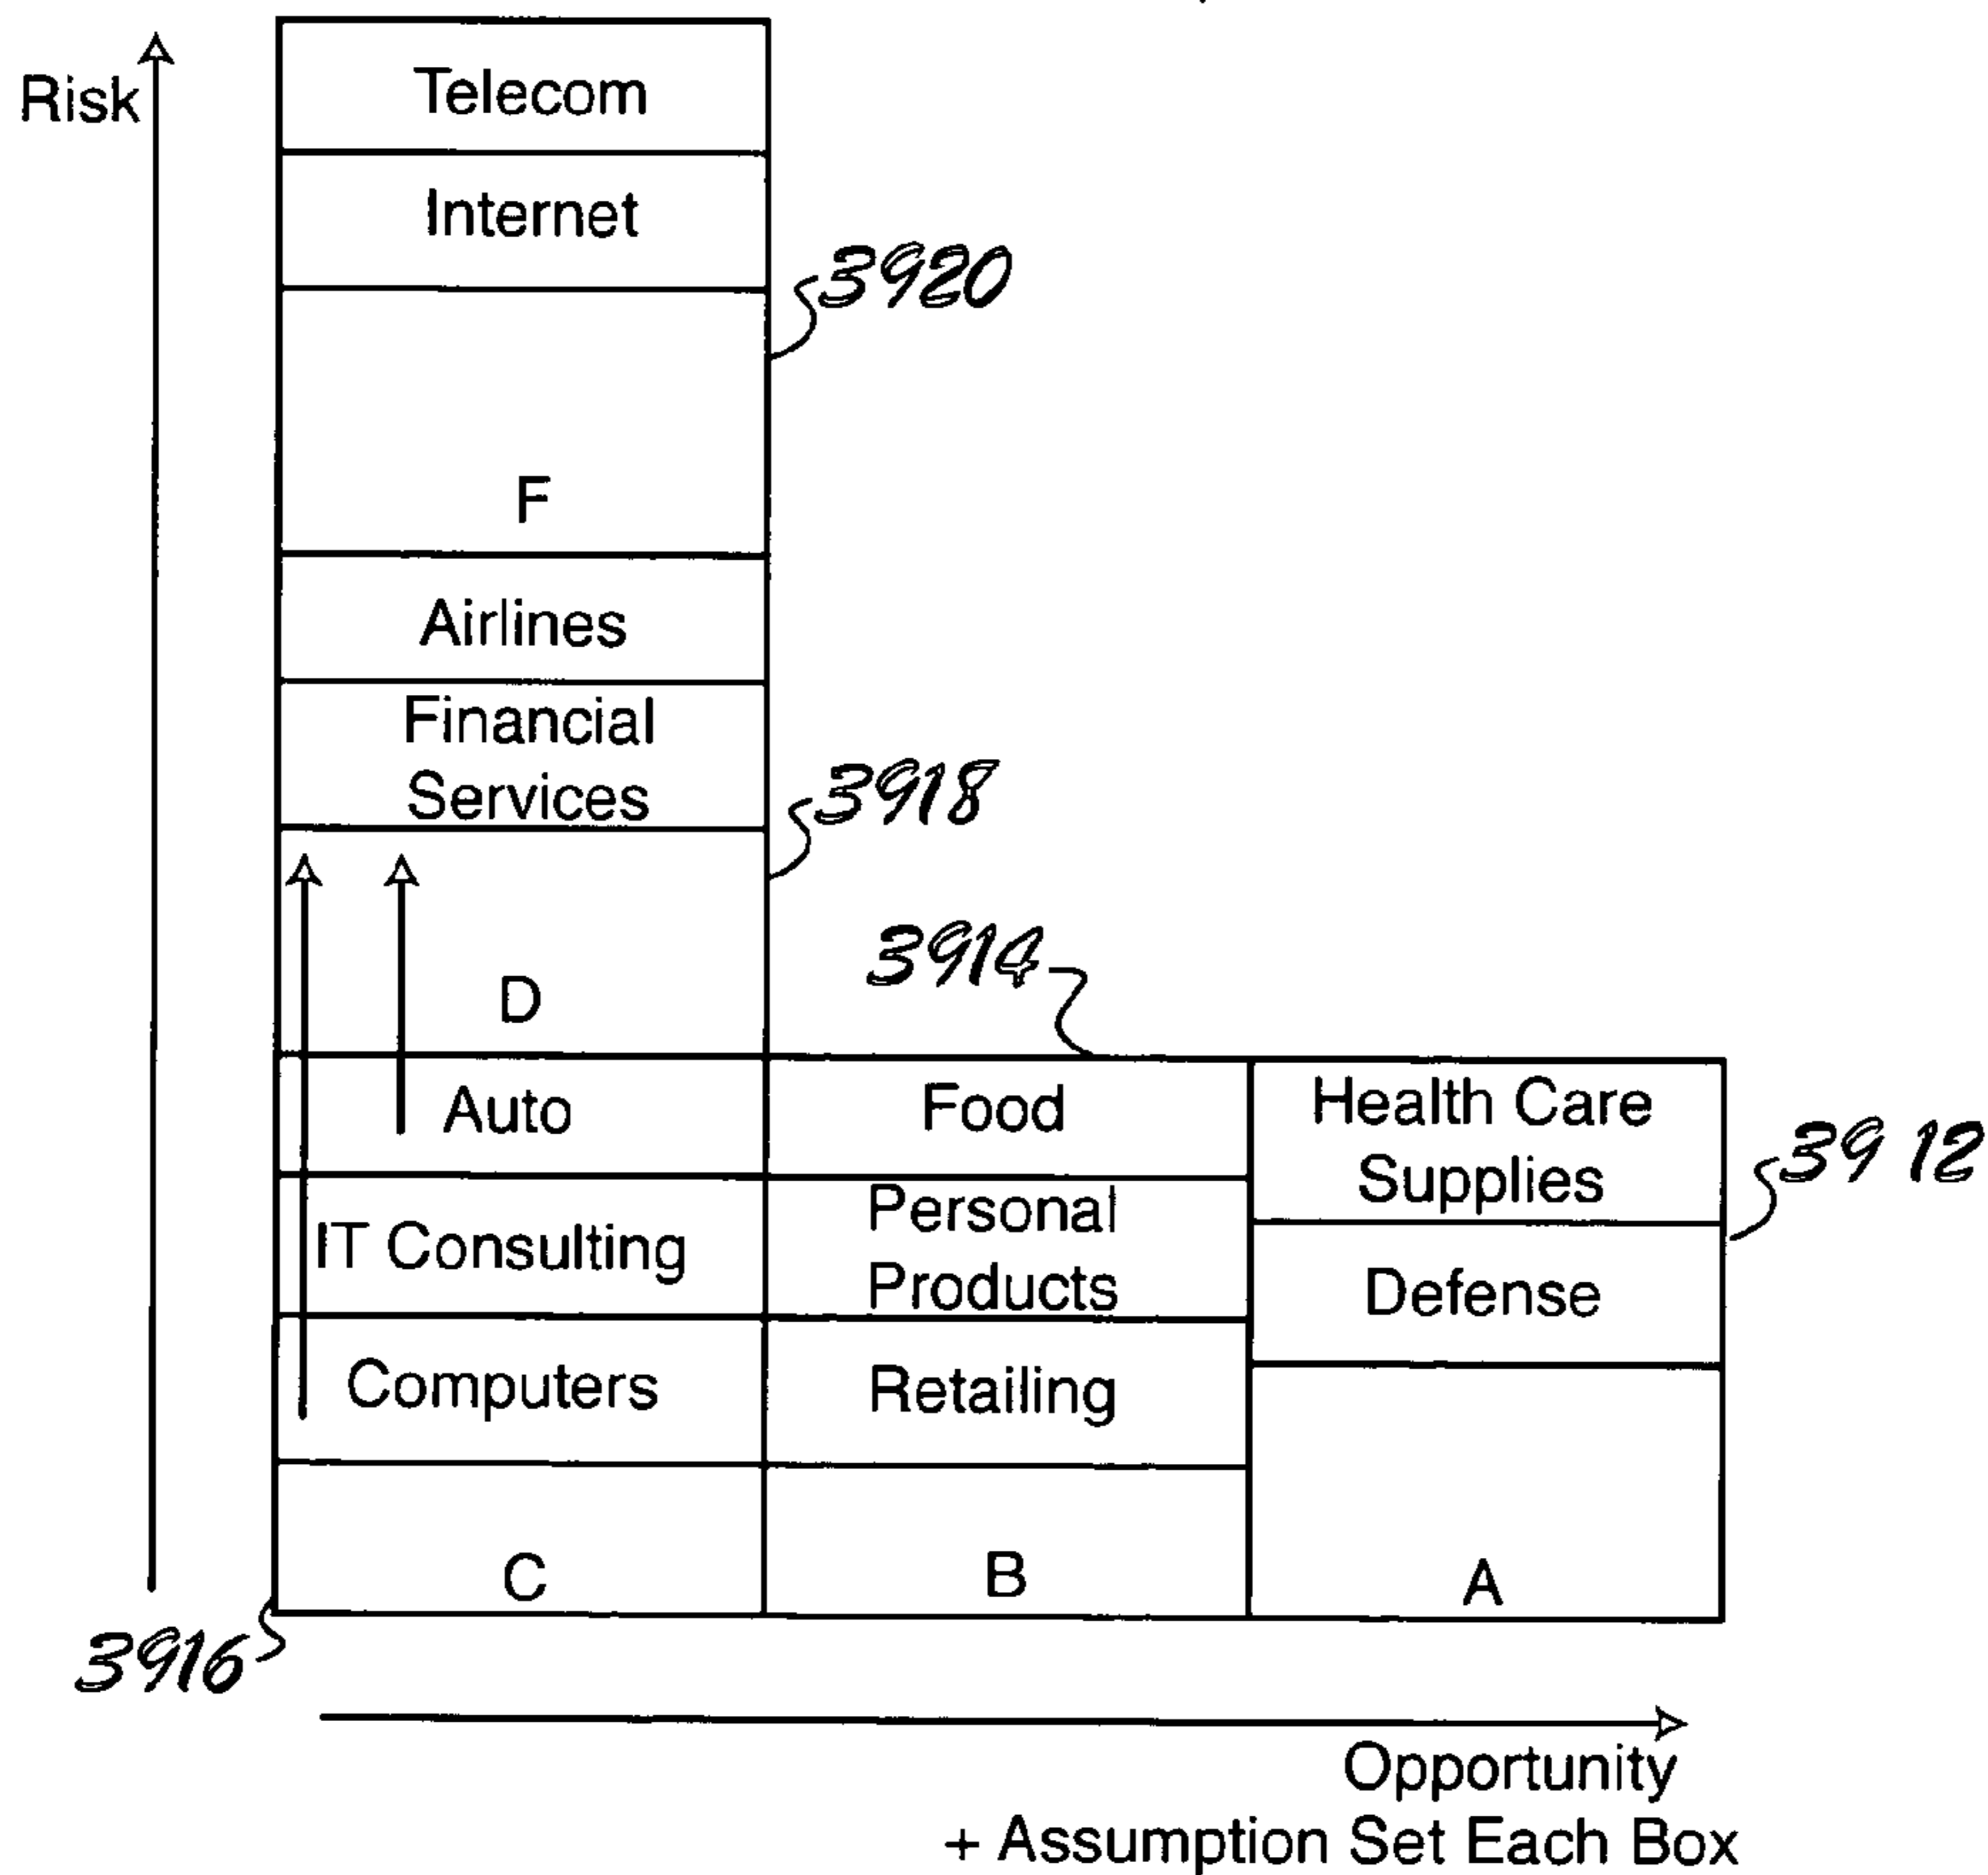 Risk
Telecom
Internet
3920
F
Airlines
Financial
Services
3918
D
3914
Auto
Food
Health Care
Supplies
3912
IT Consulting
Personal
Products
Defense
Computers
Retailing
C
B
A
3916
Opportunity
+ Assumption Set Each Box